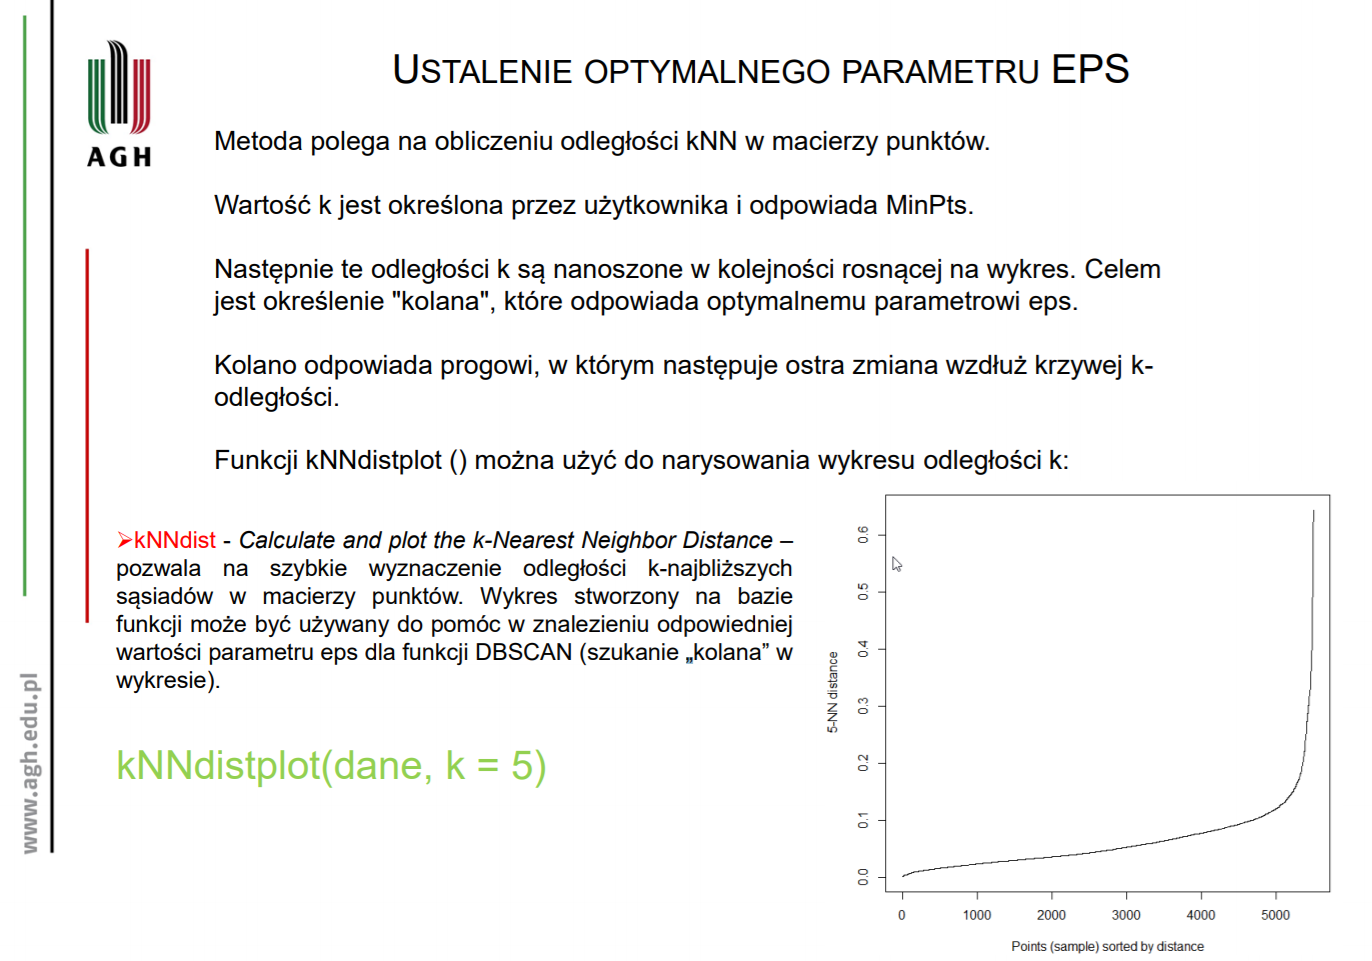 USTALENIE OPTYMALNEGO PARAMETRU EPS
AGH
Metoda polega na obliczeniu odległości kNN w macierzy punktów.
Wartość k jest określona przez użytkownika i odpowiada MinPts.
Następnie te odległości k są nanoszone w kolejności rosnącej na wykres. Celem
jest określenie "kolana", które odpowiada optymalnemu parametrowi eps.
Kolano odpowiada progowi, w którym następuje ostra zmiana wzdłuż krzywej k-
odległości.
Funkcji kNNdistplot () można użyć do narysowania wykresu odległości k:
➢kNNdist - Calculate and plot the k-Nearest Neighbor Distance –
pozwala na szybkie wyznaczenie odległości k-najbliższych
sąsiadów w macierzy punktów. Wykres stworzony na bazie
funkcji może być używany do pomóc w znalezieniu odpowiedniej
wartości parametru eps dla funkcji DBSCAN (szukanie „kolana” w
wykresie).
kNNdistplot(dane, k = 5)
www.agh.edu.pl
5-NN distance
0.6
0.5
0.4
0.3
0.2
0.1
0.0
0 1000 2000 3000 4000 5000
Points (sample) sorted by distance